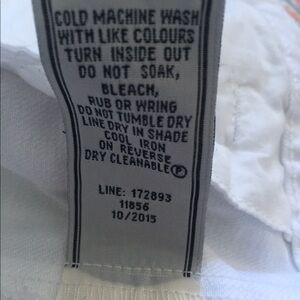 COLD MACHINE WASH
WITH LIKE COLOURS
TURN INSIDE OUT
DO NOT SOAK,
BLEACH,
RUB OR WRING
DO NOT TUMBLE DRY
LINE DRY IN SHADE
COOL IRON
ON REVERSE
DRY CLEANABLE Ⓟ
LINE: 172893
11856
10/2015